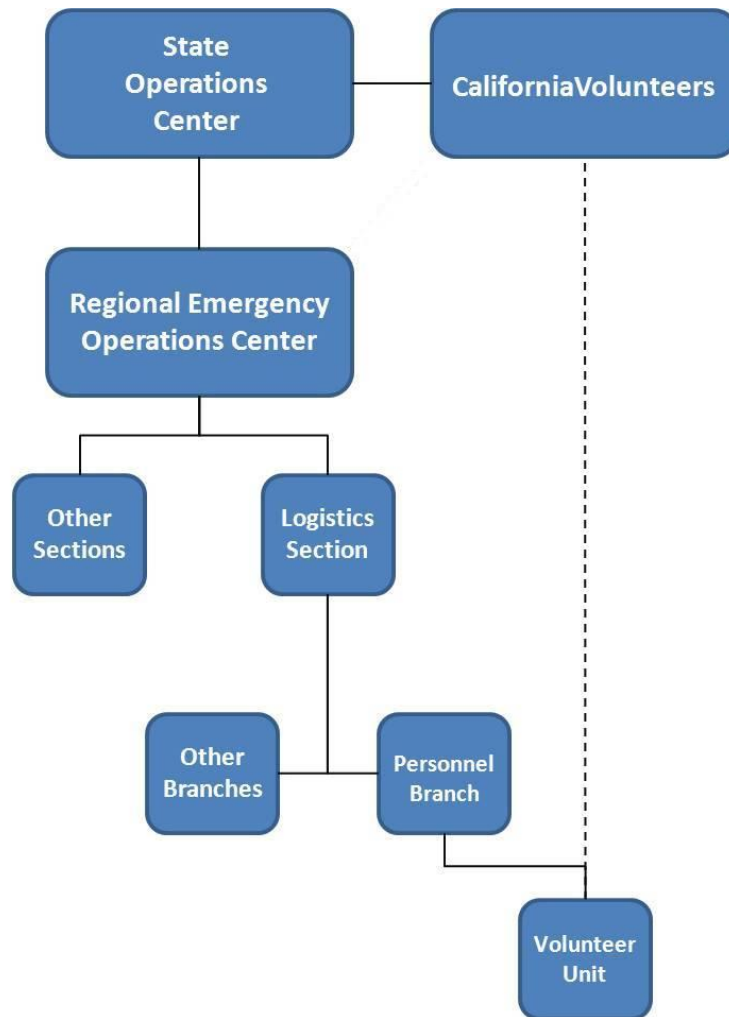 State
Operations
Center
CaliforniaVolunteers
Regional Emergency
Operations Center
Other
Sections
Logistics
Section
Other
Branches
Personnel
Branch
Volunteer
Unit